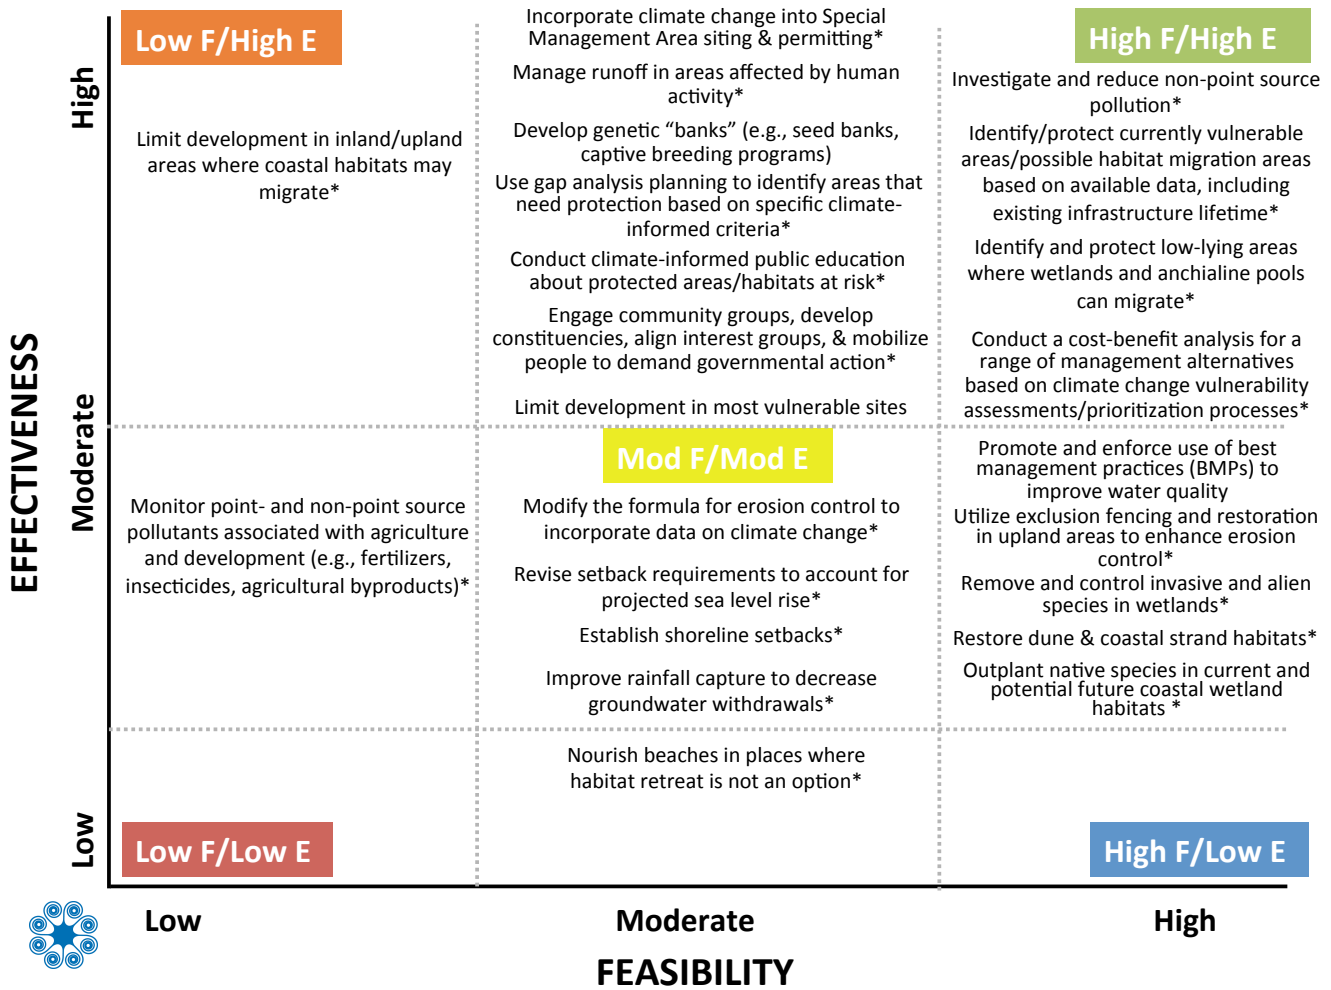 Low F/High E
Limit development in inland/upland
areas where coastal habitats may
migrate*
Incorporate climate change into Special
Management Area siting & permitting*
Manage runoff in areas affected by human
activity*
Develop genetic “banks” (e.g., seed banks,
captive breeding programs)
Use gap analysis planning to identify areas that
need protection based on specific climate-
informed criteria*
Conduct climate-informed public education
about protected areas/habitats at risk*
Engage community groups, develop
constituencies, align interest groups, & mobilize
people to demand governmental action*
Limit development in most vulnerable sites
High F/High E
Investigate and reduce non-point source
pollution*
Identify/protect currently vulnerable
areas/possible habitat migration areas
based on available data, including
existing infrastructure lifetime*
Identify and protect low-lying areas
where wetlands and anchialine pools
can migrate*
Conduct a cost-benefit analysis for a
range of management alternatives
based on climate change vulnerability
assessments/prioritization processes*
Monitor point- and non-point source
pollutants associated with agriculture
and development (e.g., fertilizers,
insecticides, agricultural byproducts)*
Mod F/Mod E
Modify the formula for erosion control to
incorporate data on climate change*
Revise setback requirements to account for
projected sea level rise*
Establish shoreline setbacks*
Improve rainfall capture to decrease
groundwater withdrawals*
Promote and enforce use of best
management practices (BMPs) to
improve water quality
Utilize exclusion fencing and restoration
in upland areas to enhance erosion
control*
Remove and control invasive and alien
species in wetlands*
Restore dune & coastal strand habitats*
Outplant native species in current and
potential future coastal wetland
habitats *
Low F/Low E
Nourish beaches in places where
habitat retreat is not an option*
High F/Low E
EFFECTIVENESS
High
Moderate
Low
Low
Moderate
High
FEASIBILITY